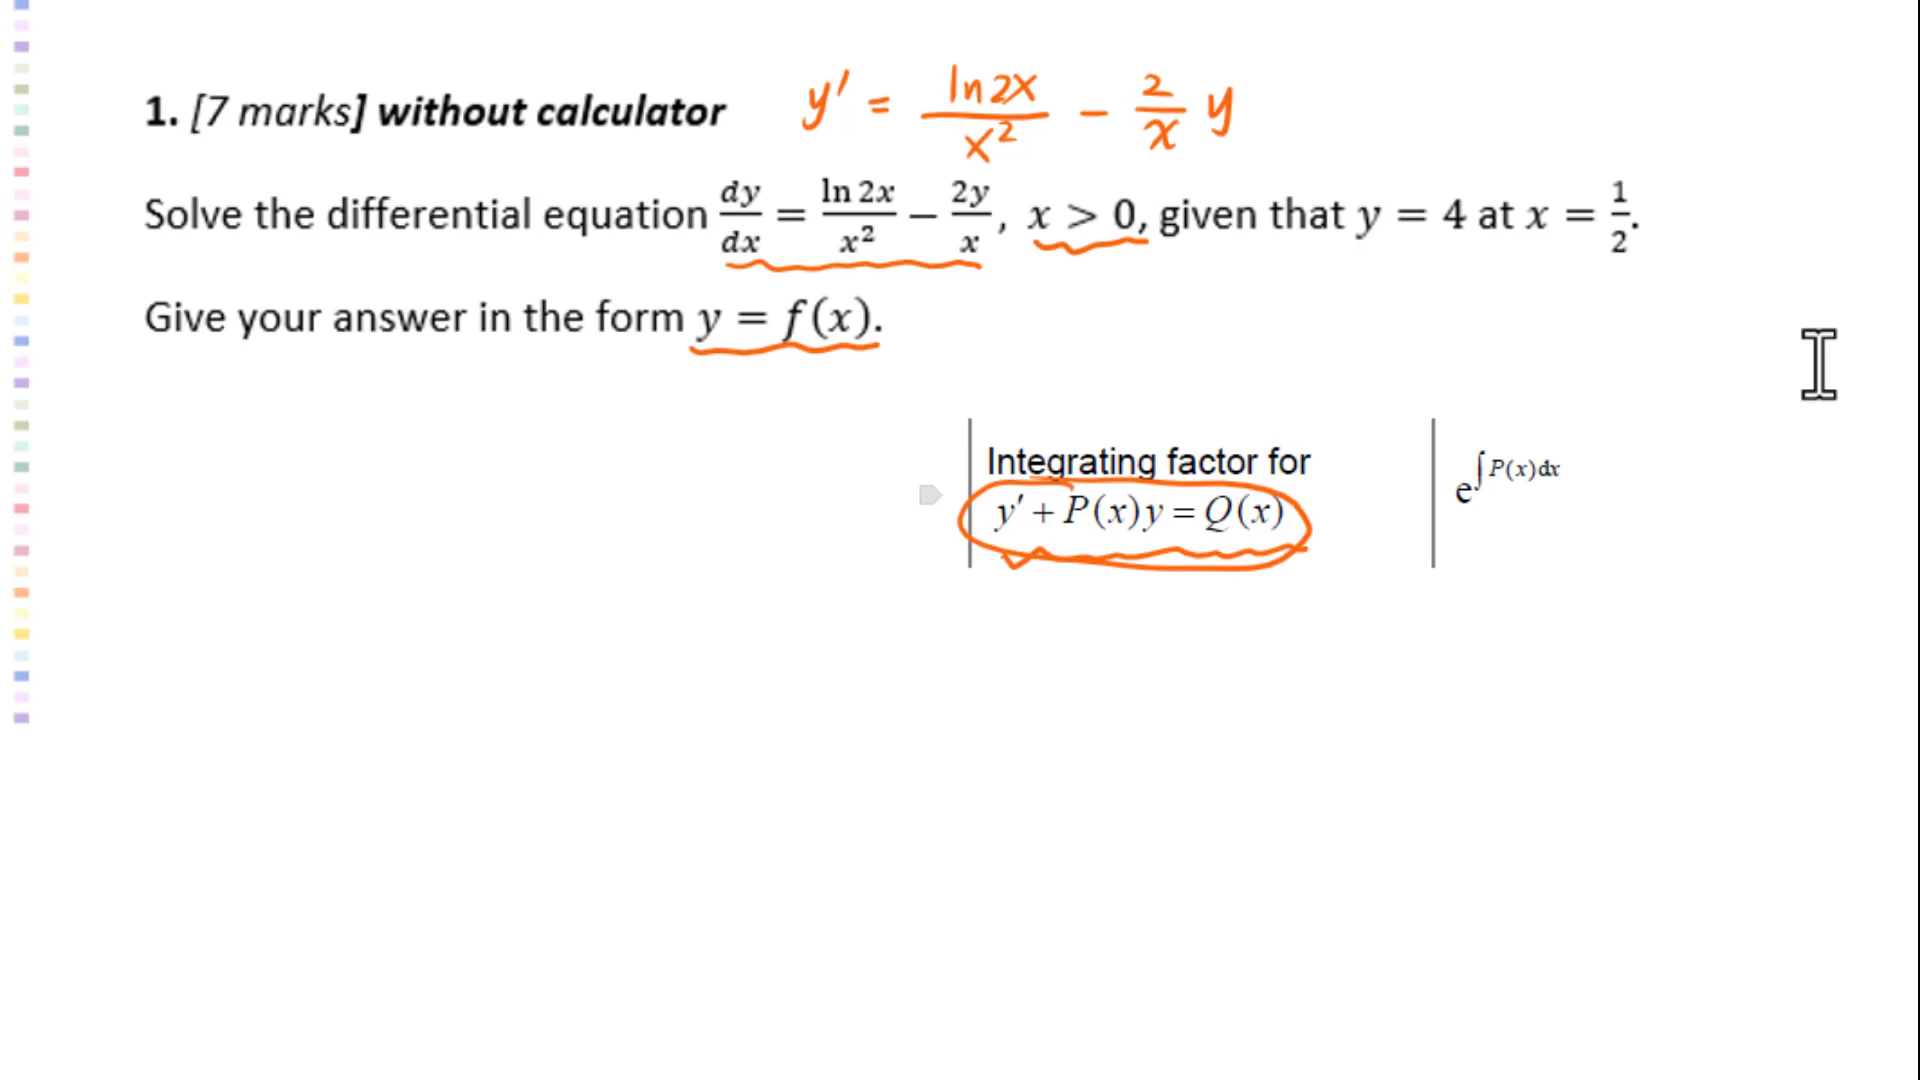 y' = ln2x/x² - 2/x y
1. [7 marks] without calculator
Solve the differential equation dy/dx = ln 2x/x² − 2y/x, x > 0, given that y = 4 at x = 1/2.
Give your answer in the form y = f(x).
Integrating factor for
y′ + P(x)y = Q(x)
e^∫P(x)dx